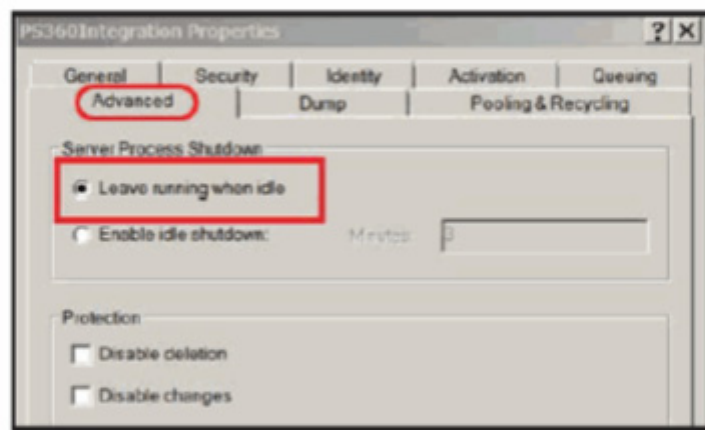 PS360Integration Properties
General Security Identity Activation Queuing
Advanced Dump Pooling & Recycling
Server Process Shutdown
Leave running when idle
Enable idle shutdown: Minutes: 3
Protection
Disable deletion
Disable changes